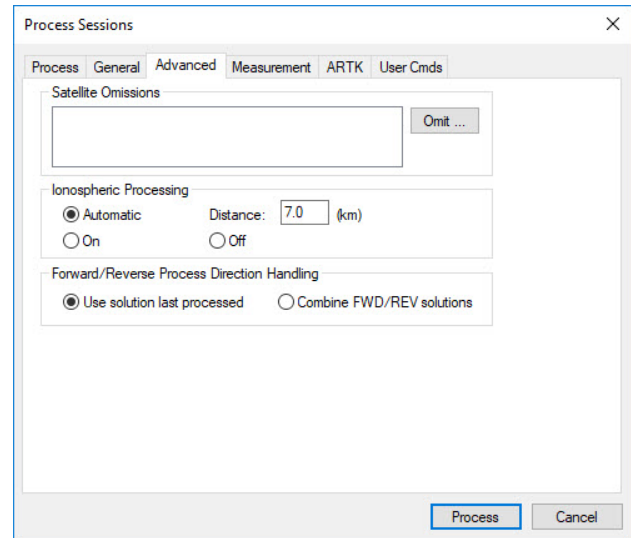 Process Sessions
Process General Advanced Measurement ARTK User Cmds
Satellite Omissions
Omit ...
Ionospheric Processing
Automatic Distance: 7.0 (km)
On Off
Forward/Reverse Process Direction Handling
Use solution last processed Combine FWD/REV solutions
Process Cancel